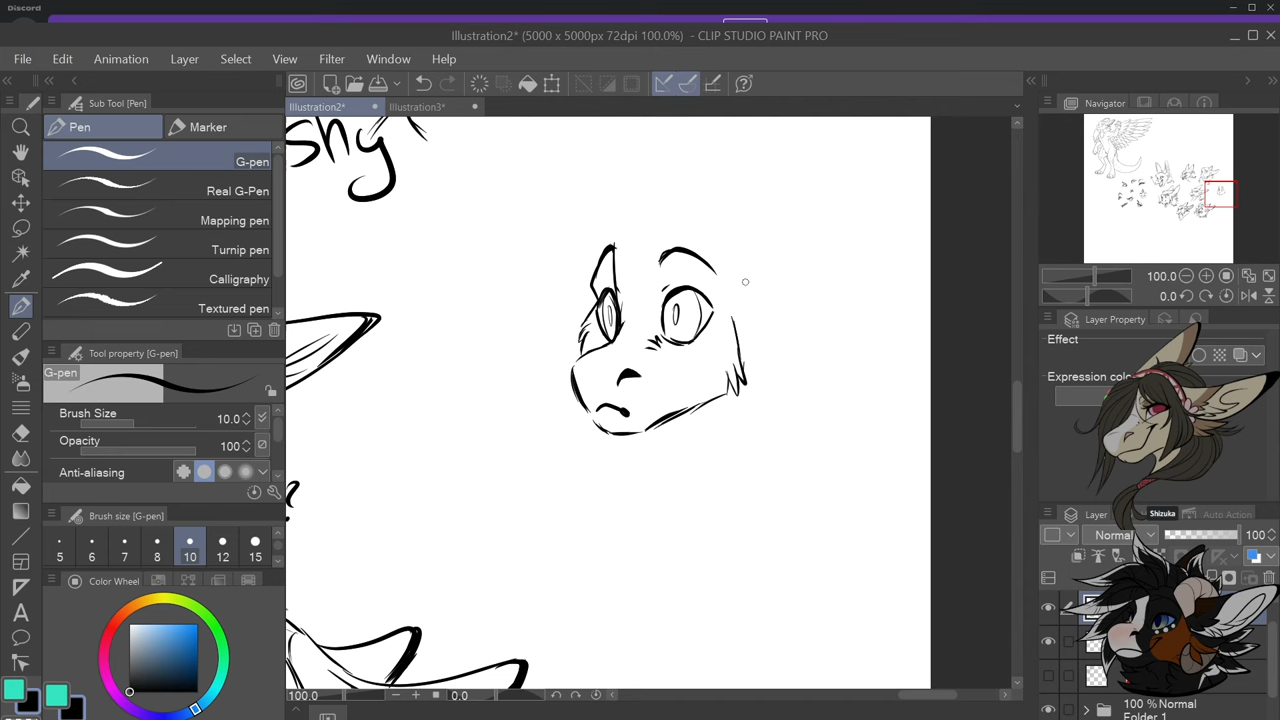 Discord
Illustration2* (5000 x 5000px 72dpi 100.0%) - CLIP STUDIO PAINT PRO
File Edit Animation Layer Select View Filter Window Help
Sub Tool [Pen]
Illustration2*
Illustration3*
Navigator
Pen
Marker
G-pen
Real G-Pen
Mapping pen
Turnip pen
Calligraphy
Textured pen
shy
Tool property [G-pen]
G-pen
Brush Size 10.0
Opacity 100
Anti-aliasing
Brush size [G-pen]
5 6 7 8 10 12 15
Color Wheel
100.0
0.0
100.0
0.0
Layer Property
Effect
Expression colo
Layer
Shizuka
Auto Action
Normal
100
100 % Normal
Folder 1